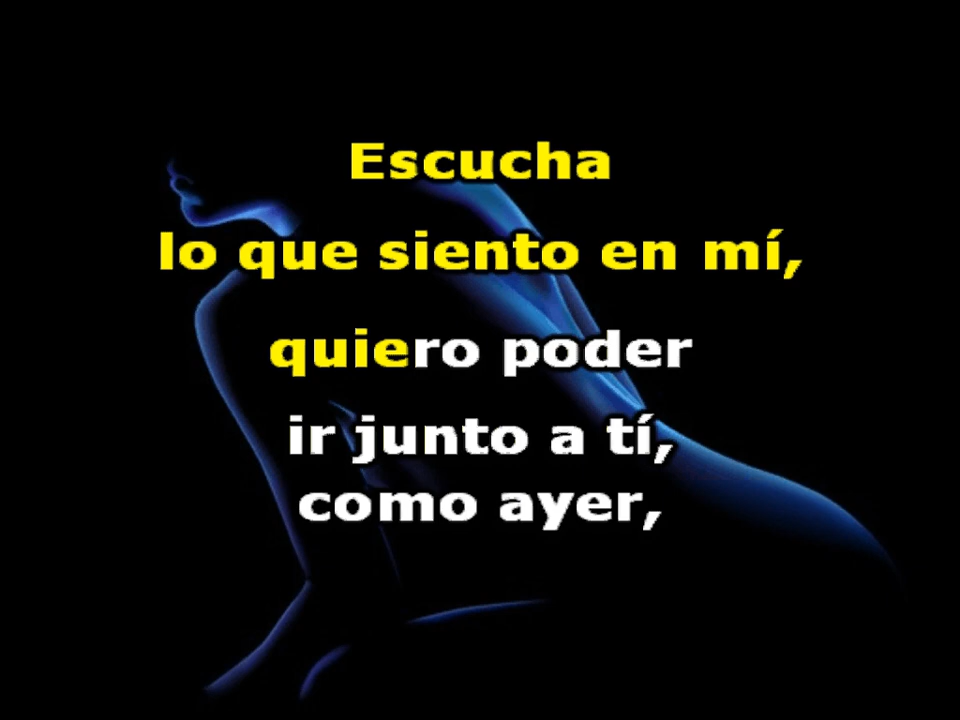 Escucha
lo que siento en mí,
quiero poder
ir junto a tí,
como ayer,